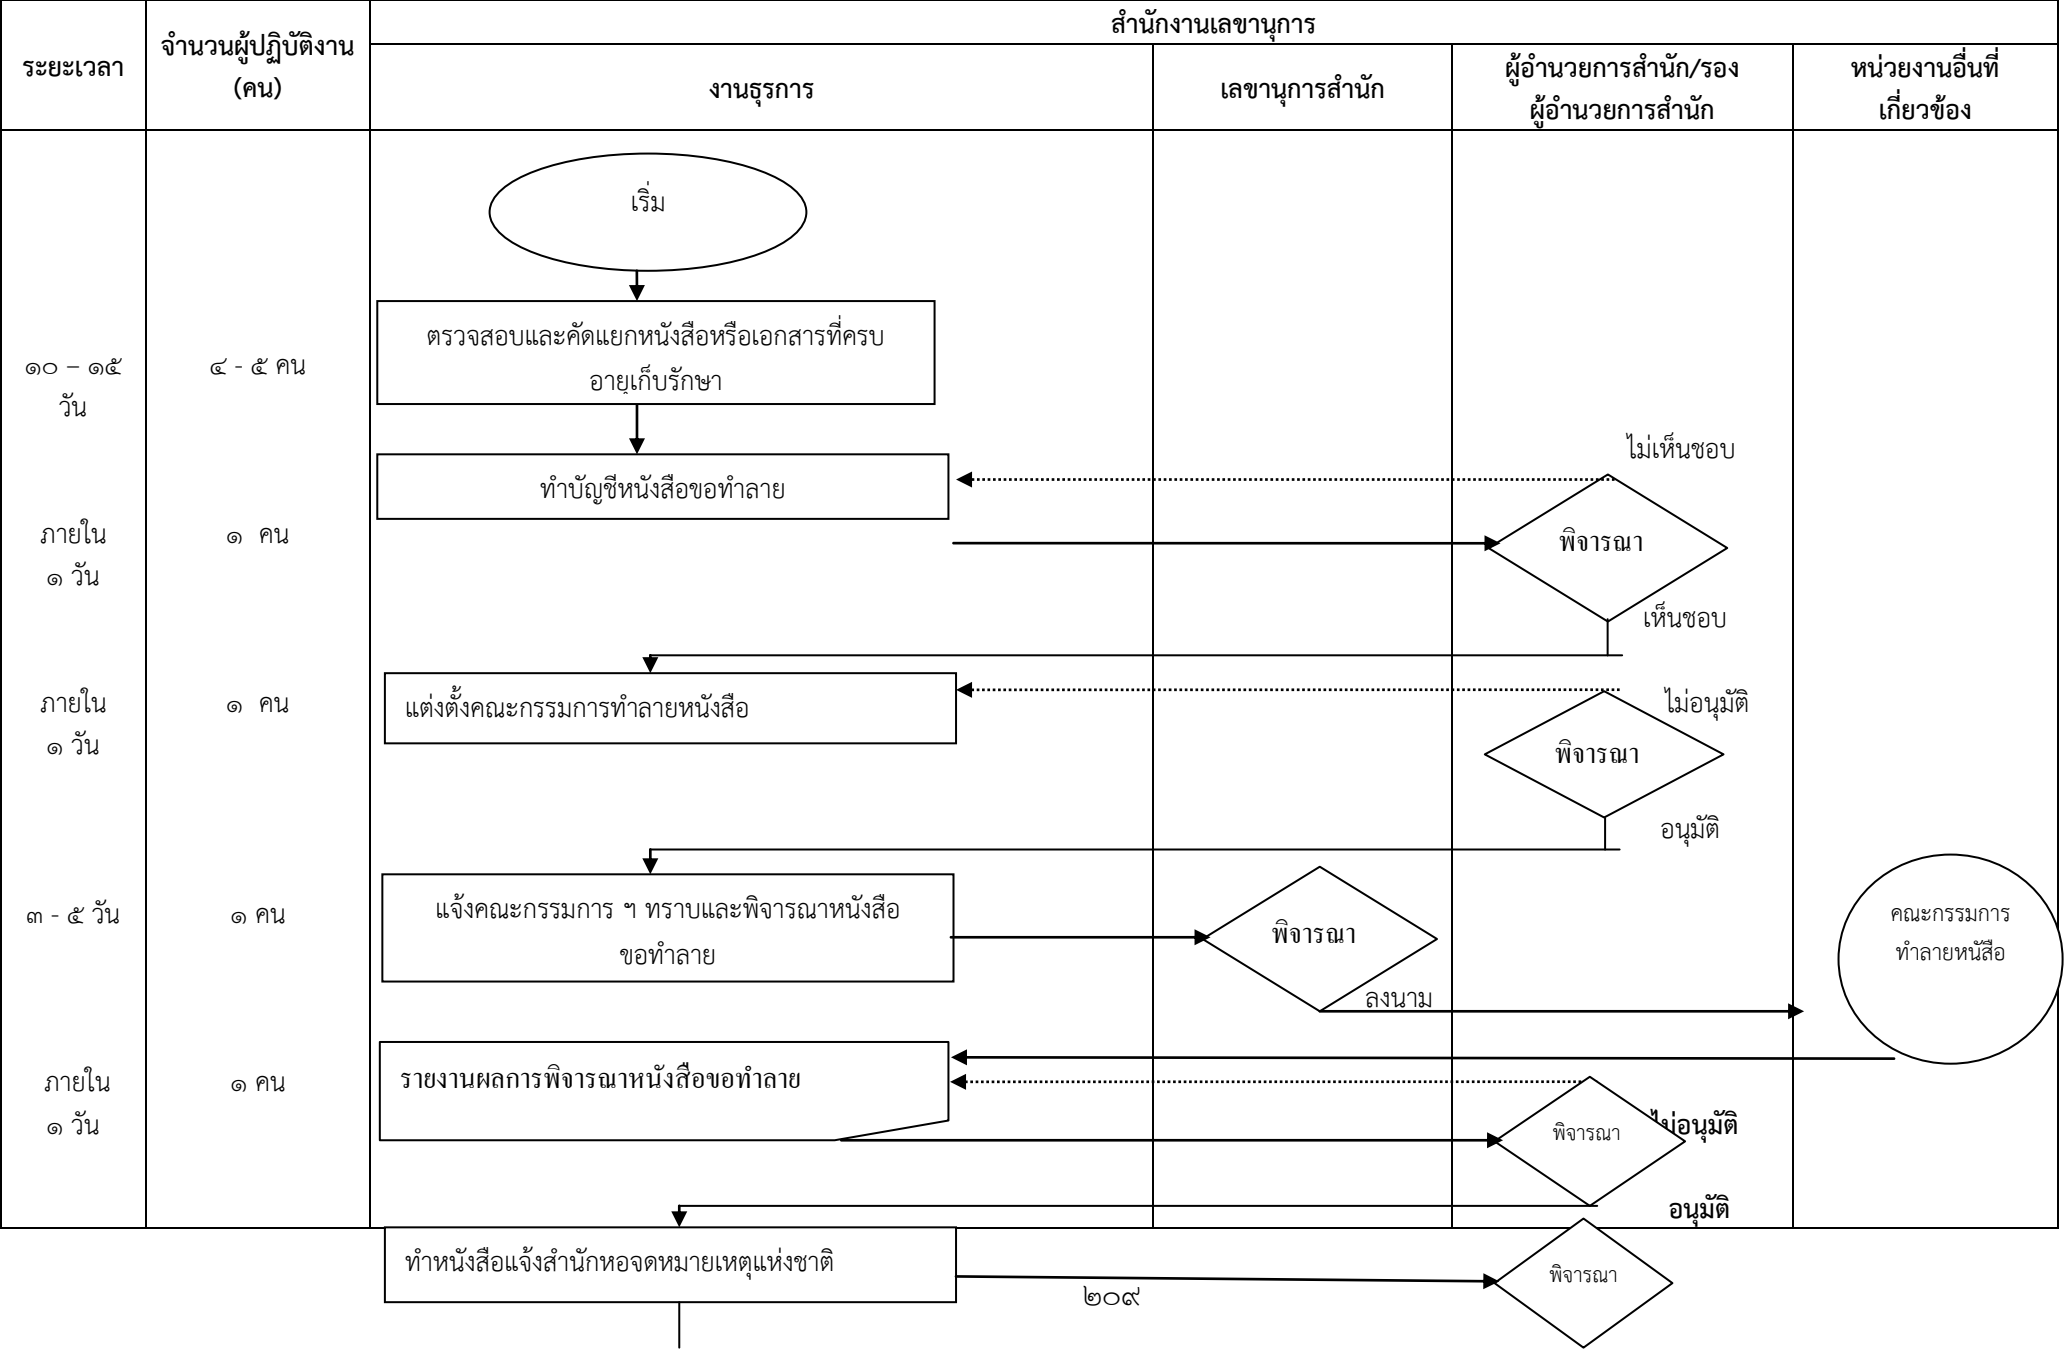 สำนักงานเลขานุการ
ระยะเวลา
จำนวนผู้ปฏิบัติงาน
(คน)
งานธุรการ
เลขานุการสำนัก
ผู้อำนวยการสำนัก/รอง
ผู้อำนวยการสำนัก
หน่วยงานอื่นที่
เกี่ยวข้อง
เริ่ม
๑๐ – ๑๕
วัน
๔ - ๕ คน
ตรวจสอบและคัดแยกหนังสือหรือเอกสารที่ครบ
อายุเก็บรักษา
ไม่เห็นชอบ
ทำบัญชีหนังสือขอทำลาย
ภายใน
๑ วัน
๑ คน
พิจารณา
เห็นชอบ
ภายใน
๑ วัน
๑ คน
แต่งตั้งคณะกรรมการทำลายหนังสือ
ไม่อนุมัติ
พิจารณา
อนุมัติ
๓ - ๕ วัน
๑ คน
แจ้งคณะกรรมการ ฯ ทราบและพิจารณาหนังสือ
ขอทำลาย
พิจารณา
ลงนาม
คณะกรรมการ
ทำลายหนัสือ
ภายใน
๑ วัน
๑ คน
รายงานผลการพิจารณาหนังสือขอทำลาย
พิจารณา
ไม่อนุมัติ
อนุมัติ
ทำหนังสือแจ้งสำนักหอจดหมายเหตุแห่งชาติ
พิจารณา
๒๐๙